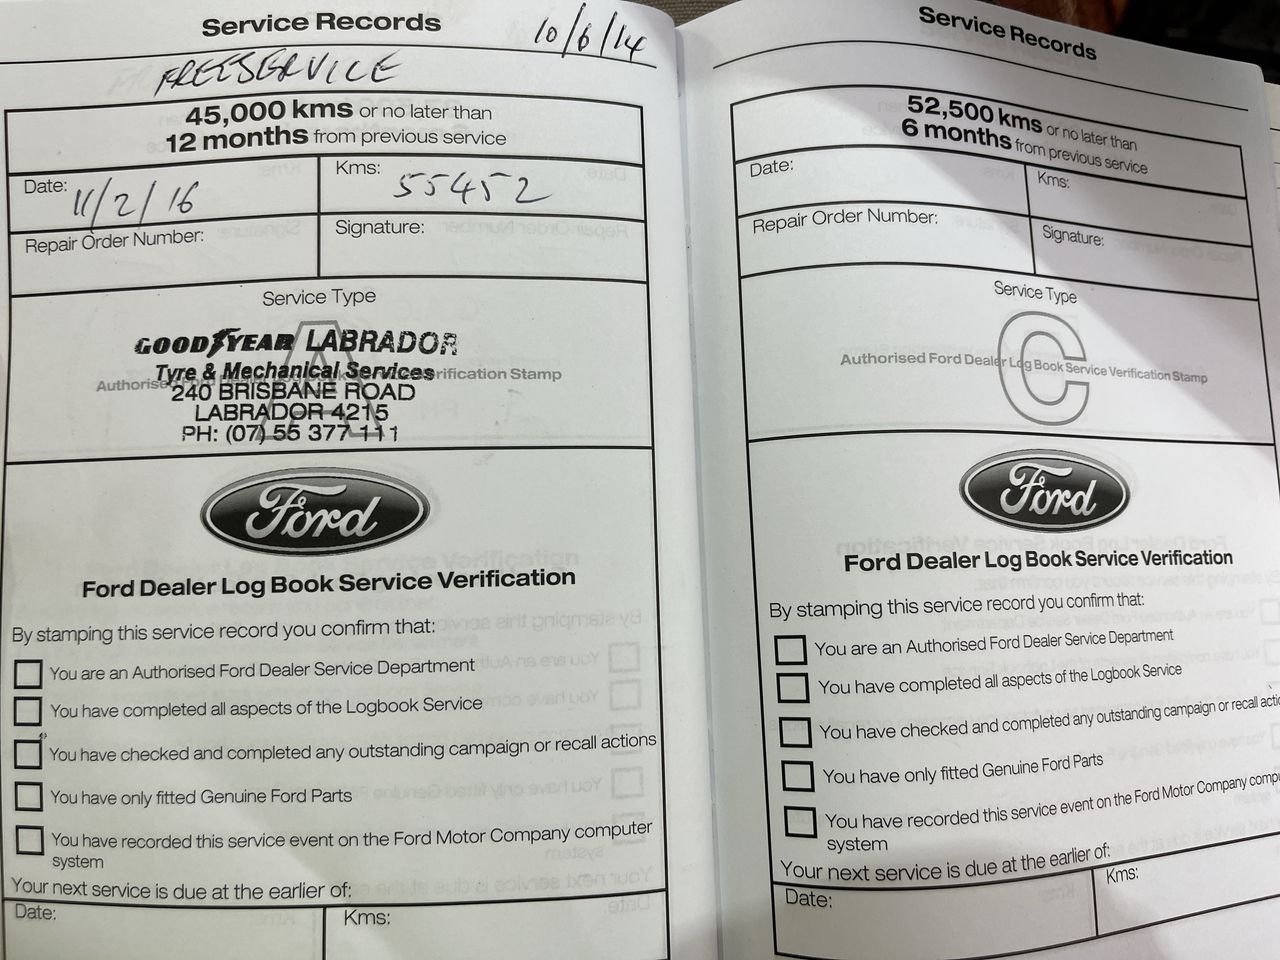 Service Records
10/6/14
FREE SERVICE
45,000 kms or no later than
12 months from previous service
Date: 11/2/16
Kms: 55452
Repair Order Number:
Signature:
Service Type
A
GOODYEAR LABRADOR
Tyre & Mechanical Services
Authorised Ford Dealer Log Book Service Verification Stamp
240 BRISBANE ROAD
LABRADOR 4215
PH: (07) 55 377 111
Ford
Ford Dealer Log Book Service Verification
By stamping this service record you confirm that:
You are an Authorised Ford Dealer Service Department
You have completed all aspects of the Logbook Service
You have checked and completed any outstanding campaign or recall actions
You have only fitted Genuine Ford Parts
You have recorded this service event on the Ford Motor Company computer
system
Your next service is due at the earlier of:
Date:
Kms:
Service Records
52,500 kms or no later than
6 months from previous service
Date:
Kms:
Repair Order Number:
Signature:
Service Type
C
Authorised Ford Dealer Log Book Service Verification Stamp
Ford
Ford Dealer Log Book Service Verification
By stamping this service record you confirm that:
You are an Authorised Ford Dealer Service Department
You have completed all aspects of the Logbook Service
You have checked and completed any outstanding campaign or recall actio
You have only fitted Genuine Ford Parts
You have recorded this service event on the Ford Motor Company compu
system
Your next service is due at the earlier of:
Date:
Kms: